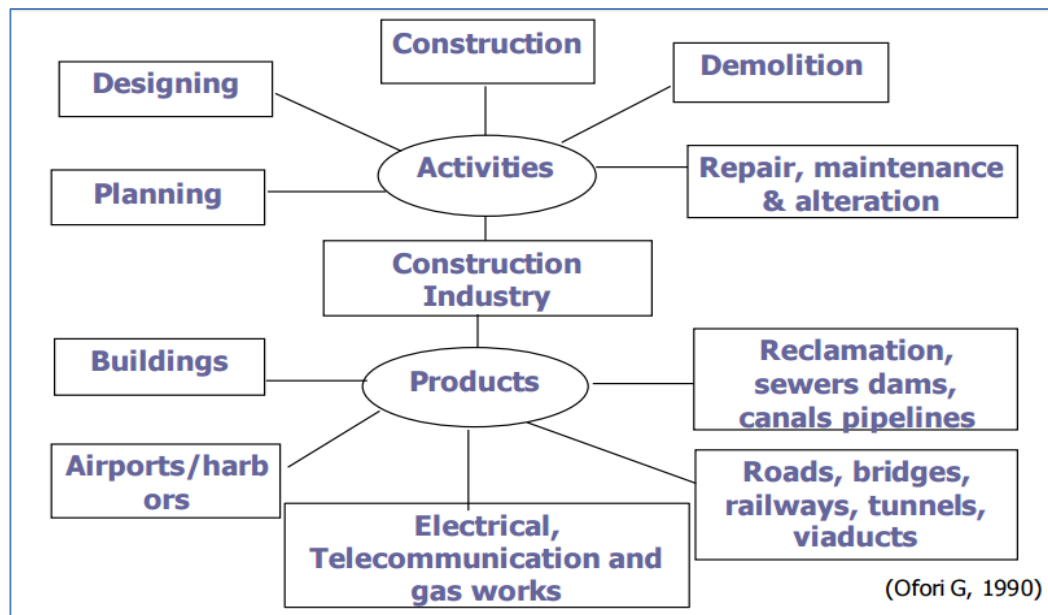 Construction
Demolition
Designing
Activities
Planning
Repair, maintenance
& alteration
Construction
Industry
Buildings
Products
Reclamation,
sewers dams,
canals pipelines
Airports/harb
ors
Electrical,
Telecommunication and
gas works
Roads, bridges,
railways, tunnels,
viaducts
(Ofori G, 1990)